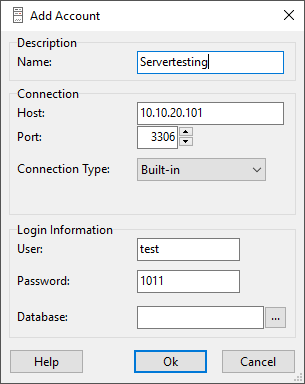 Add Account
Description
Name: Servertesting
Connection
Host: 10.10.20.101
Port: 3306
Connection Type: Built-in
Login Information
User: test
Password: 1011
Database: ...
Help Ok Cancel